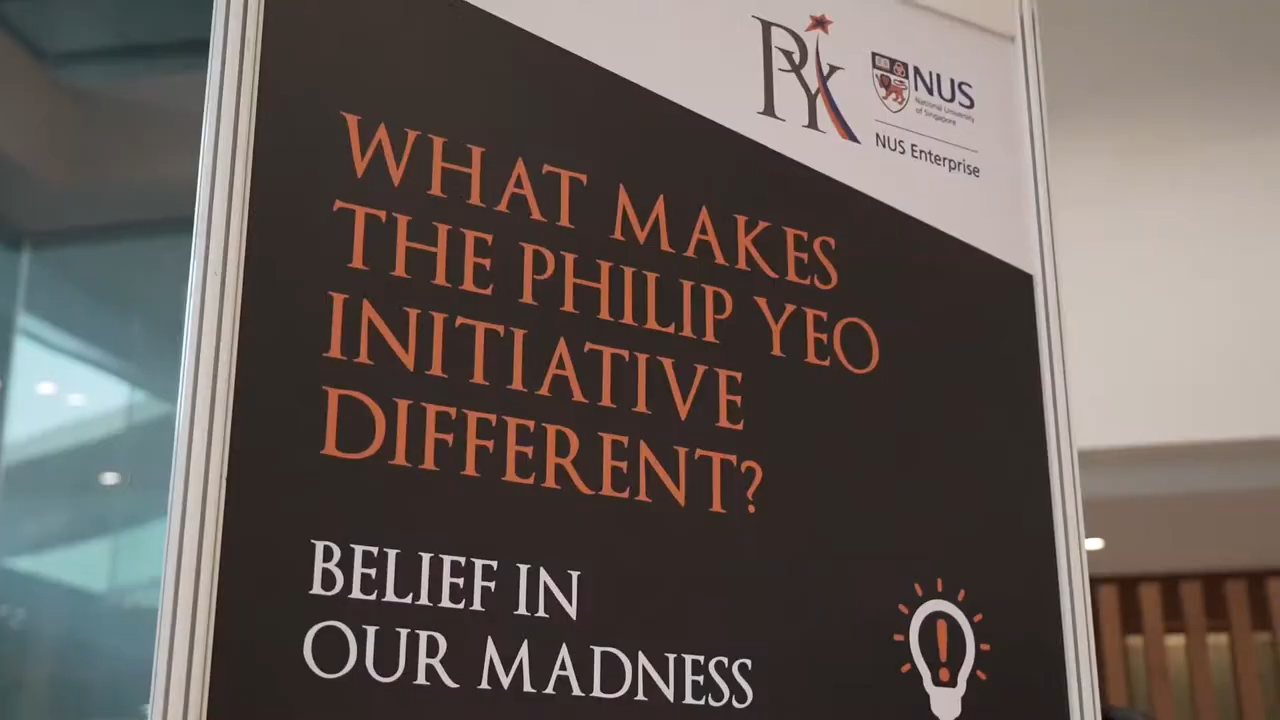 PY
NUS
National University
of Singapore
NUS Enterprise
WHAT MAKES
THE PHILIP YEO
INITIATIVE
DIFFERENT?
BELIEF IN
OUR MADNESS
!